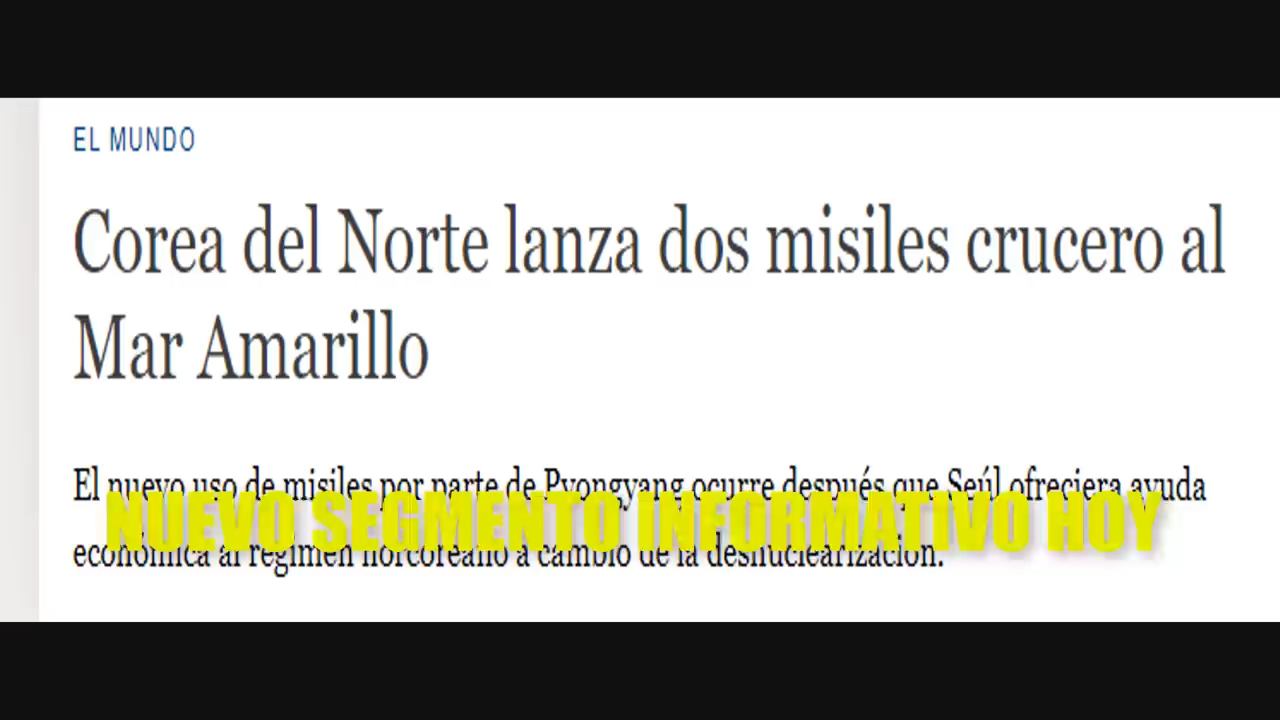 EL MUNDO
Corea del Norte lanza dos misiles crucero al
Mar Amarillo
El nuevo uso de misiles por parte de Pyongyang ocurre después que Seúl ofreciera ayuda
NUEVO SEGMENTO INFORMATIVO HOY
económica al régimen norcoreano a cambio de la desnuclearización.